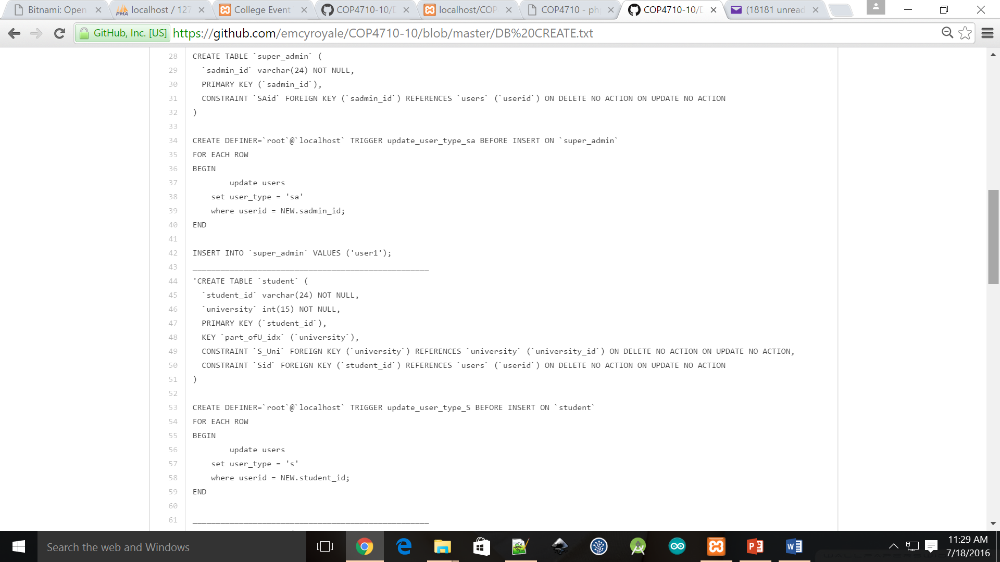 Bitnami: Open
localhost / 127
College Event
COP4710-10/D
localhost/COP
COP4710 - ph
COP4710-10/D
(18181 unread
GitHub, Inc. [US] https://github.com/emcyroyale/COP4710-10/blob/master/DB%20CREATE.txt
28 CREATE TABLE `super_admin` (
29 `sadmin_id` varchar(24) NOT NULL,
30 PRIMARY KEY (`sadmin_id`),
31 CONSTRAINT `SAid` FOREIGN KEY (`sadmin_id`) REFERENCES `users` (`userid`) ON DELETE NO ACTION ON UPDATE NO ACTION
32 )
33
34 CREATE DEFINER=`root`@`localhost` TRIGGER update_user_type_sa BEFORE INSERT ON `super_admin`
35 FOR EACH ROW
36 BEGIN
37 update users
38 set user_type = 'sa'
39 where userid = NEW.sadmin_id;
40 END
41
42 INSERT INTO `super_admin` VALUES ('user1');
43 ___________________________________________________
44 'CREATE TABLE `student` (
45 `student_id` varchar(24) NOT NULL,
46 `university` int(15) NOT NULL,
47 PRIMARY KEY (`student_id`),
48 KEY `part_ofU_idx` (`university`),
49 CONSTRAINT `S_Uni` FOREIGN KEY (`university`) REFERENCES `university` (`university_id`) ON DELETE NO ACTION ON UPDATE NO ACTION,
50 CONSTRAINT `Sid` FOREIGN KEY (`student_id`) REFERENCES `users` (`userid`) ON DELETE NO ACTION ON UPDATE NO ACTION
51 )
52
53 CREATE DEFINER=`root`@`localhost` TRIGGER update_user_type_S BEFORE INSERT ON `student`
54 FOR EACH ROW
55 BEGIN
56 update users
57 set user_type = 's'
58 where userid = NEW.student_id;
59 END
60
61 ___________________________________________________
Search the web and Windows
11:29 AM
7/18/2016